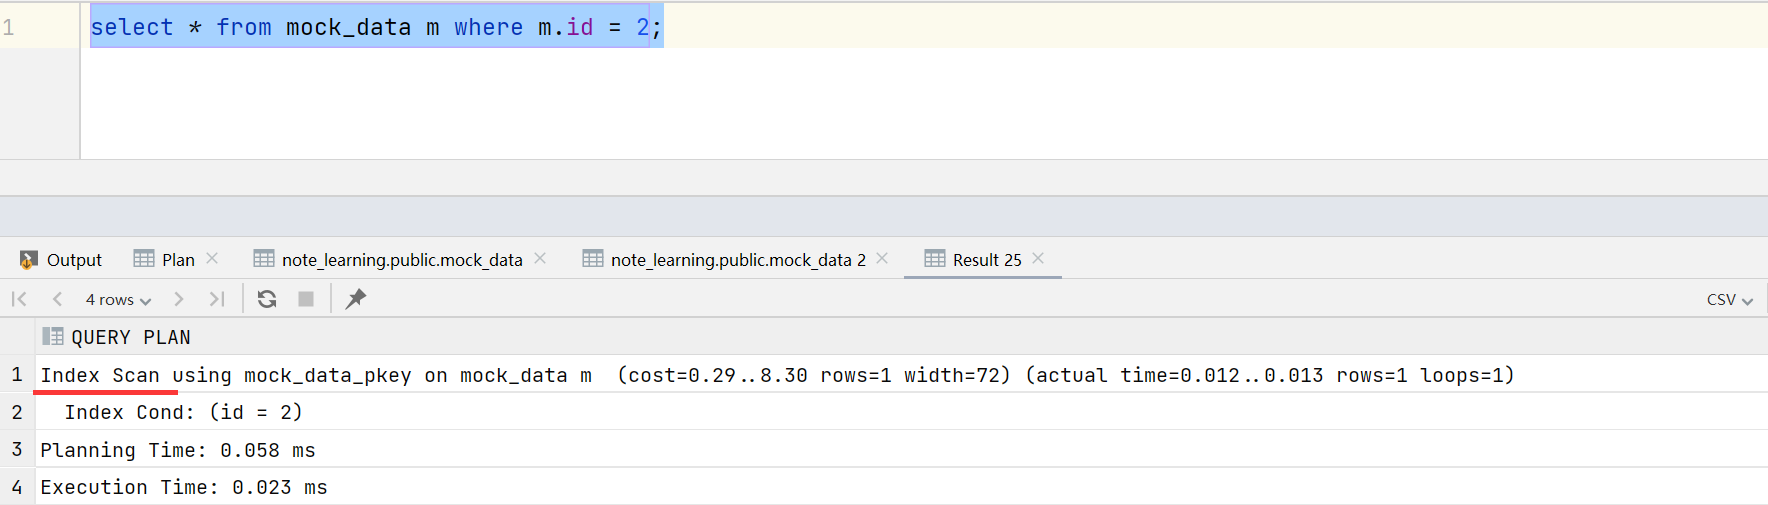 1 select * from mock_data m where m.id = 2;
Output Plan note_learning.public.mock_data note_learning.public.mock_data 2 Result 25
4 rows CSV
QUERY PLAN
1 Index Scan using mock_data_pkey on mock_data m  (cost=0.29..8.30 rows=1 width=72) (actual time=0.012..0.013 rows=1 loops=1)
2   Index Cond: (id = 2)
3 Planning Time: 0.058 ms
4 Execution Time: 0.023 ms